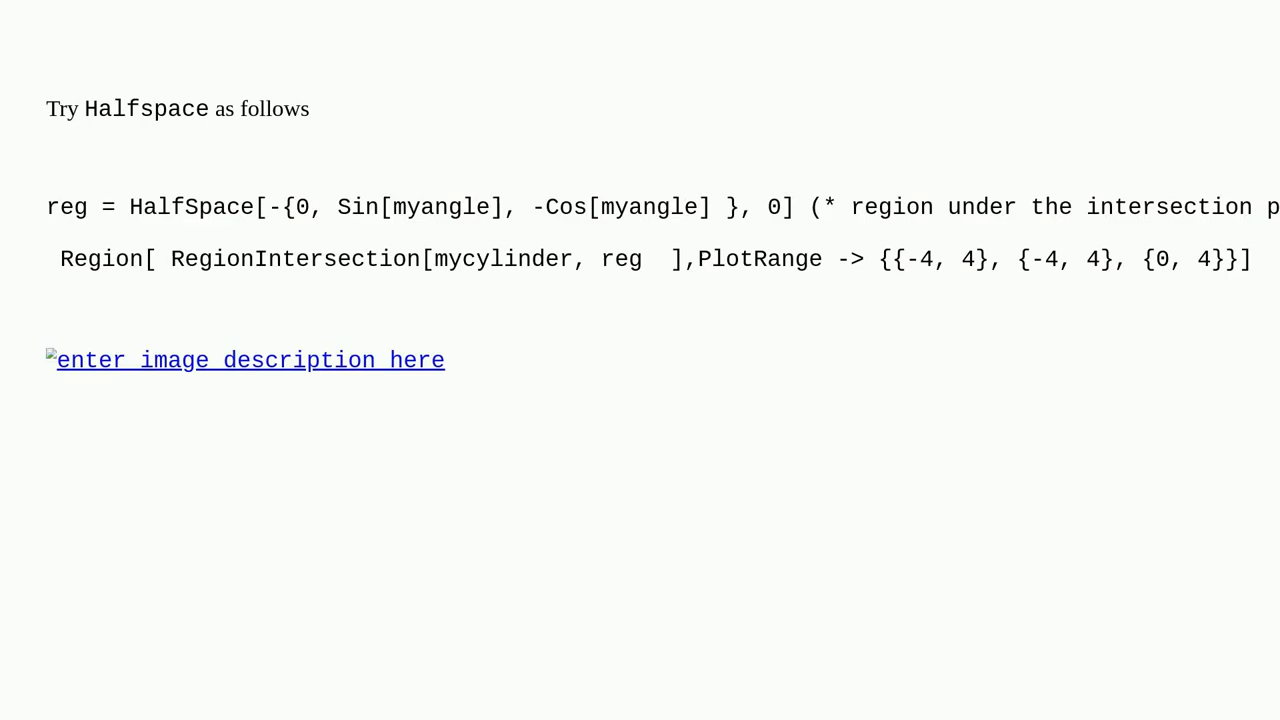 Try Halfspace as follows
reg = HalfSpace[-{0, Sin[myangle], -Cos[myangle] }, 0] (* region under the intersection
Region[ RegionIntersection[mycylinder, reg  ],PlotRange -> {{-4, 4}, {-4, 4}, {0, 4}}]
enter image description here